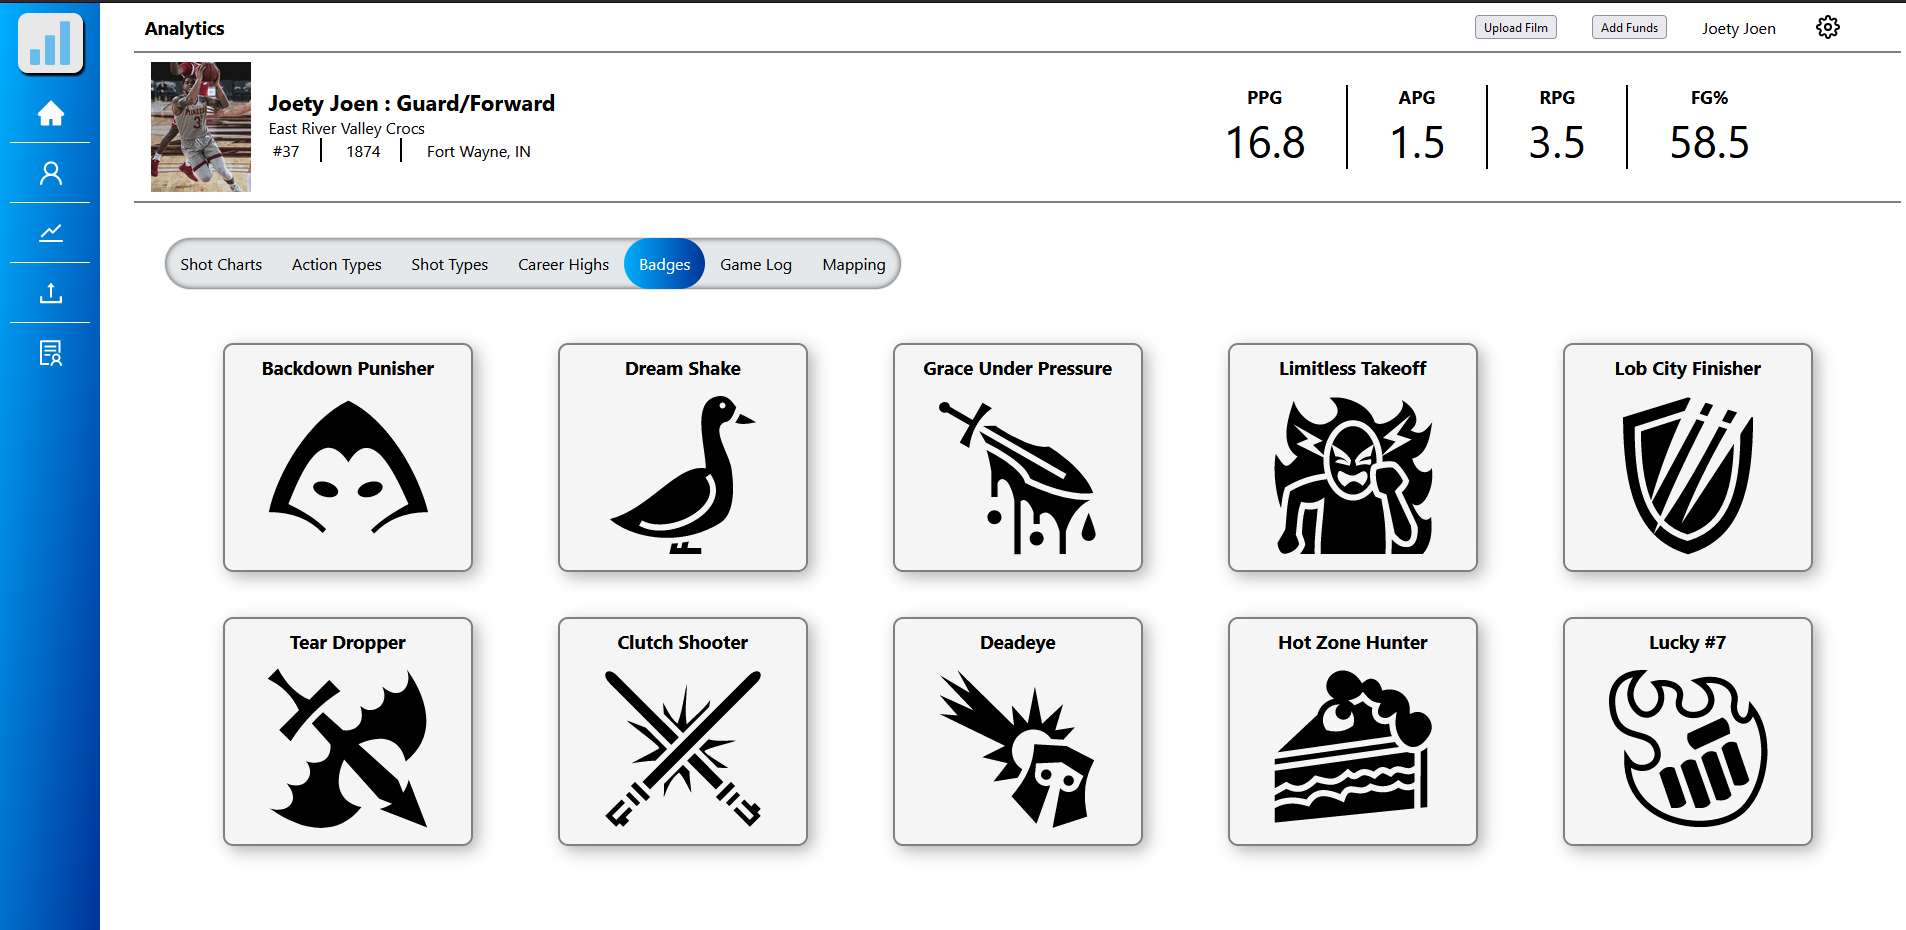 Analytics
Upload Film
Add Funds
Joety Joen
Joety Joen : Guard/Forward
East River Valley Crocs
#37
1874
Fort Wayne, IN
PPG
16.8
APG
1.5
RPG
3.5
FG%
58.5
Shot Charts
Action Types
Shot Types
Career Highs
Badges
Game Log
Mapping
Backdown Punisher
Dream Shake
Grace Under Pressure
Limitless Takeoff
Lob City Finisher
Tear Dropper
Clutch Shooter
Deadeye
Hot Zone Hunter
Lucky #7